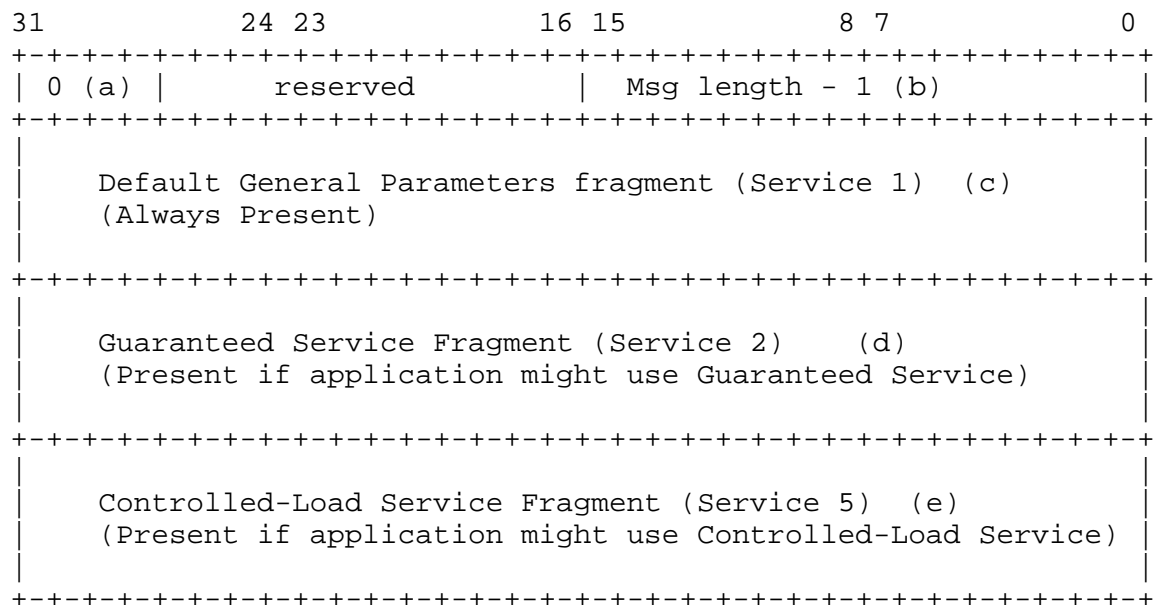 31           24 23           16 15            8 7             0
+-+-+-+-+-+-+-+-+-+-+-+-+-+-+-+-+-+-+-+-+-+-+-+-+-+-+-+-+-+-+-+-+
| 0 (a) |      reserved         |  Msg length - 1 (b)           |
+-+-+-+-+-+-+-+-+-+-+-+-+-+-+-+-+-+-+-+-+-+-+-+-+-+-+-+-+-+-+-+-+
|                                                               |
|    Default General Parameters fragment (Service 1)  (c)       |
|    (Always Present)                                           |
|                                                               |
+-+-+-+-+-+-+-+-+-+-+-+-+-+-+-+-+-+-+-+-+-+-+-+-+-+-+-+-+-+-+-+-+
|                                                               |
|    Guaranteed Service Fragment (Service 2)    (d)             |
|    (Present if application might use Guaranteed Service)      |
|                                                               |
+-+-+-+-+-+-+-+-+-+-+-+-+-+-+-+-+-+-+-+-+-+-+-+-+-+-+-+-+-+-+-+-+
|                                                               |
|    Controlled-Load Service Fragment (Service 5)  (e)          |
|    (Present if application might use Controlled-Load Service) |
|                                                               |
+-+-+-+-+-+-+-+-+-+-+-+-+-+-+-+-+-+-+-+-+-+-+-+-+-+-+-+-+-+-+-+-+